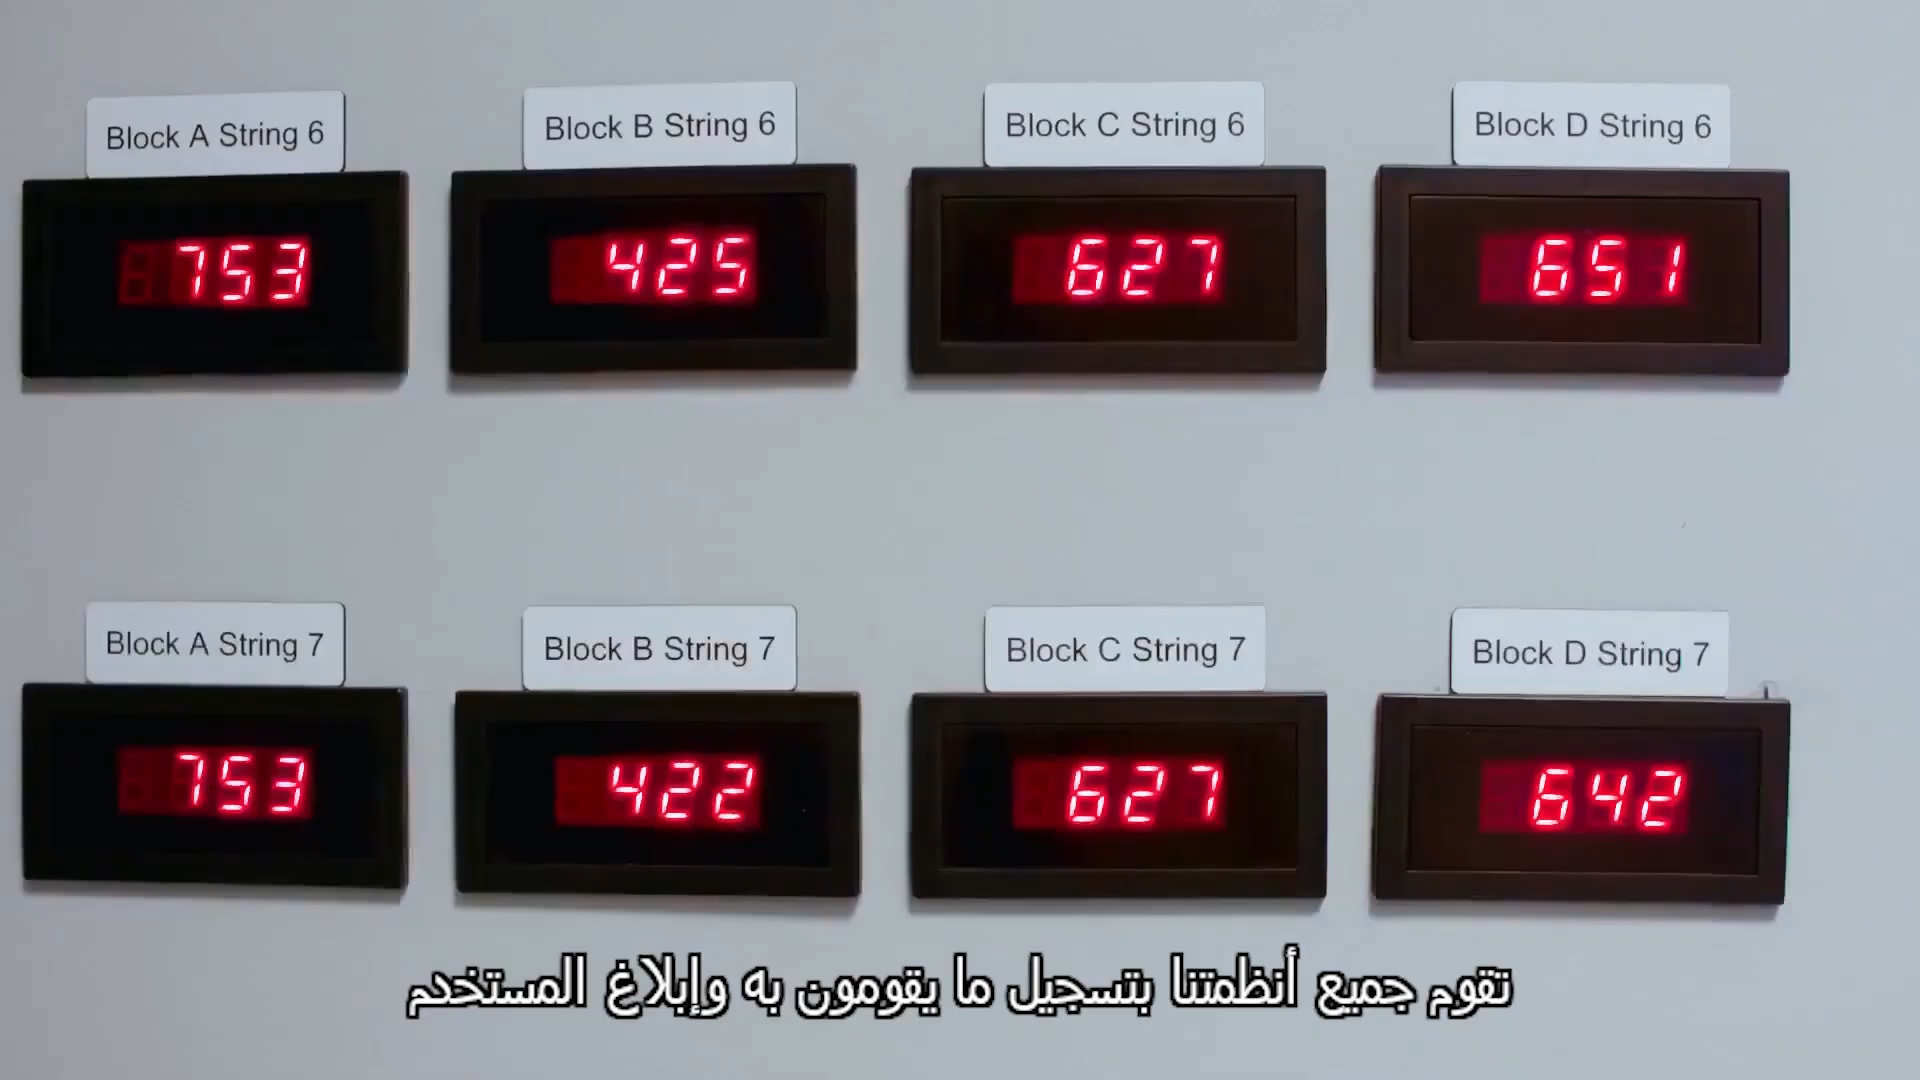 Block A String 6
Block B String 6
Block C String 6
Block D String 6
753
425
627
651
Block A String 7
Block B String 7
Block C String 7
Block D String 7
753
422
627
642
تقوم جميع أنظمتنا بتسجيل ما يقومون به وإبلاغ المستخدم